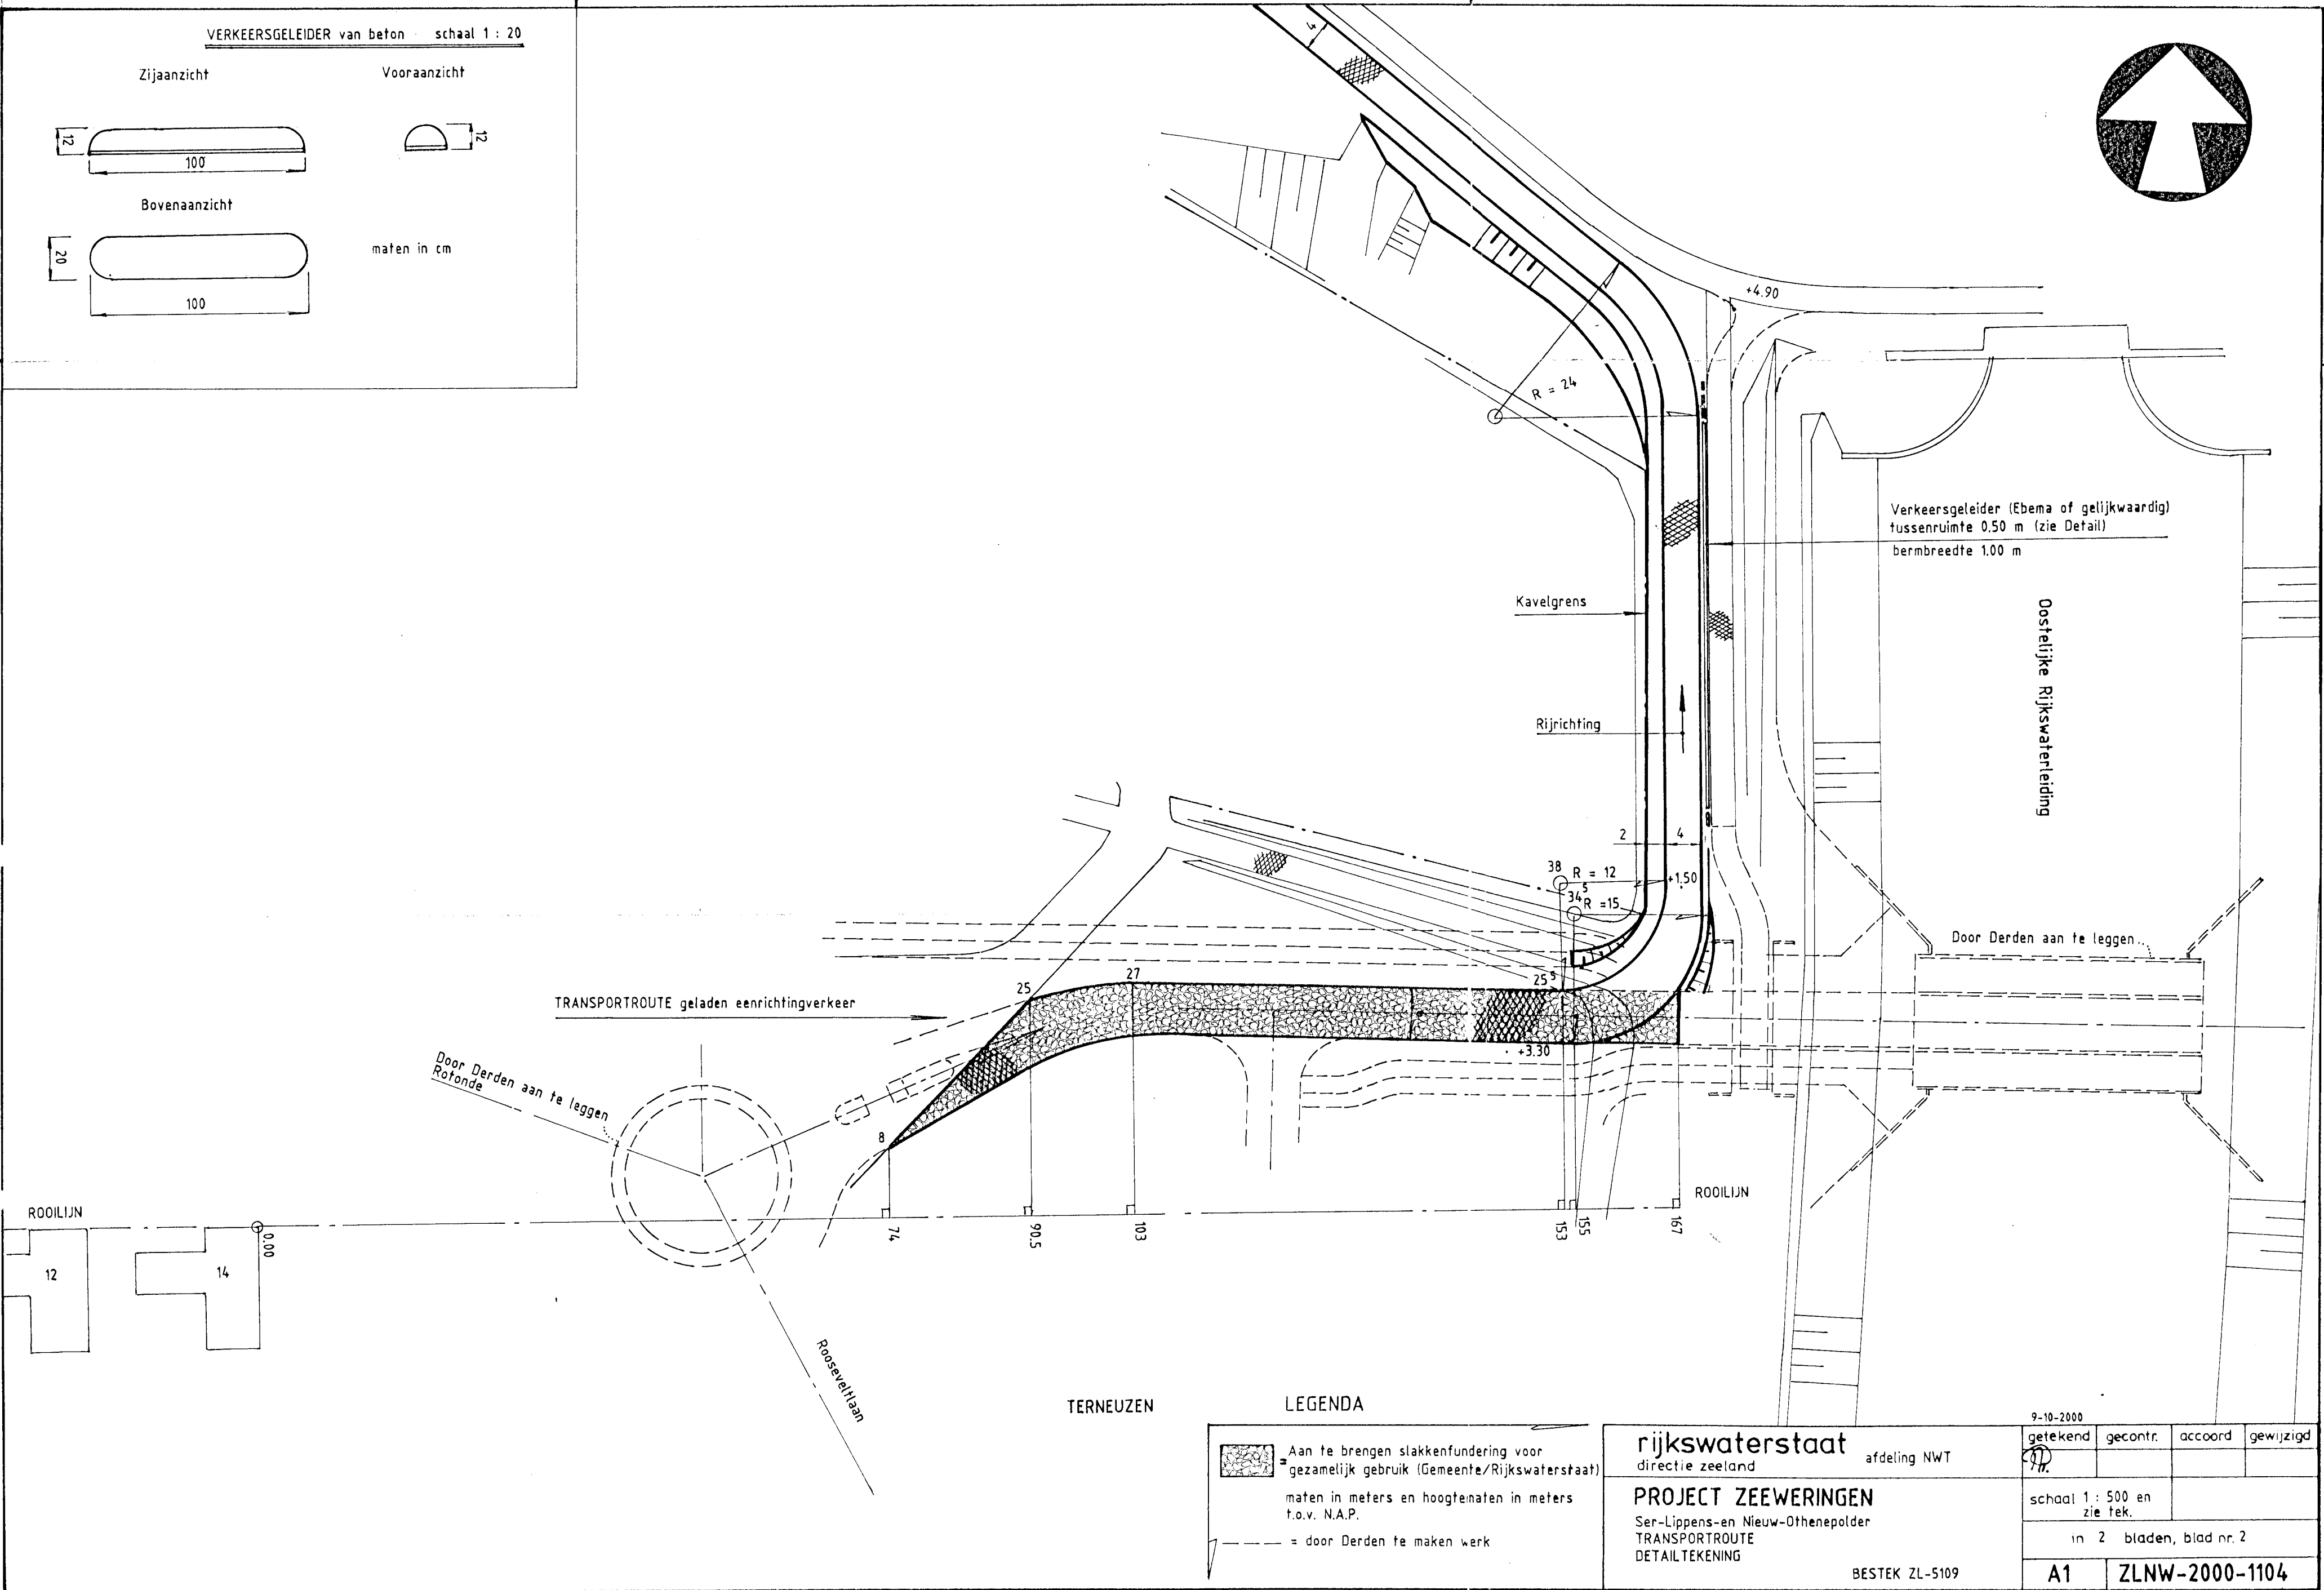 VERKEERSGELEIDER van beton schaal 1 : 20
Zijaanzicht
Vooraanzicht
12
100
12
Bovenaanzicht
20
100
maten in cm
4
+4.90
R = 24
Verkeersgeleider (Ebema of gelijkwaardig)
tussenruimte 0.50 m (zie Detail)
bermbreedte 1.00 m
Kavelgrens
Oostelijke Rijkswaterleiding
Rijrichting
2
4
38
R = 12
+1.50
34⁵
R =15
Door Derden aan te leggen
25
27
25⁵
TRANSPORTROUTE geladen eenrichtingverkeer
+3.30
Door Derden aan te leggen
Rotonde
8
ROOILIJN
ROOILIJN
0.00
74
90.5
103
153
155
167
12
14
Rooseveltlaan
TERNEUZEN
LEGENDA
= Aan te brengen slakkenfundering voor
gezamelijk gebruik (Gemeente/Rijkswaterstaat)
maten in meters en hoogtematen in meters
t.o.v. N.A.P.
= door Derden te maken werk
rijkswaterstaat
directie zeeland
afdeling NWT
PROJECT ZEEWERINGEN
Ser-Lippens-en Nieuw-Othenepolder
TRANSPORTROUTE
DETAILTEKENING
BESTEK ZL-5109
9-10-2000
getekend gecontr. accoord gewijzigd
schaal 1 : 500 en
zie tek.
in 2 bladen, blad nr. 2
A1 ZLNW-2000-1104